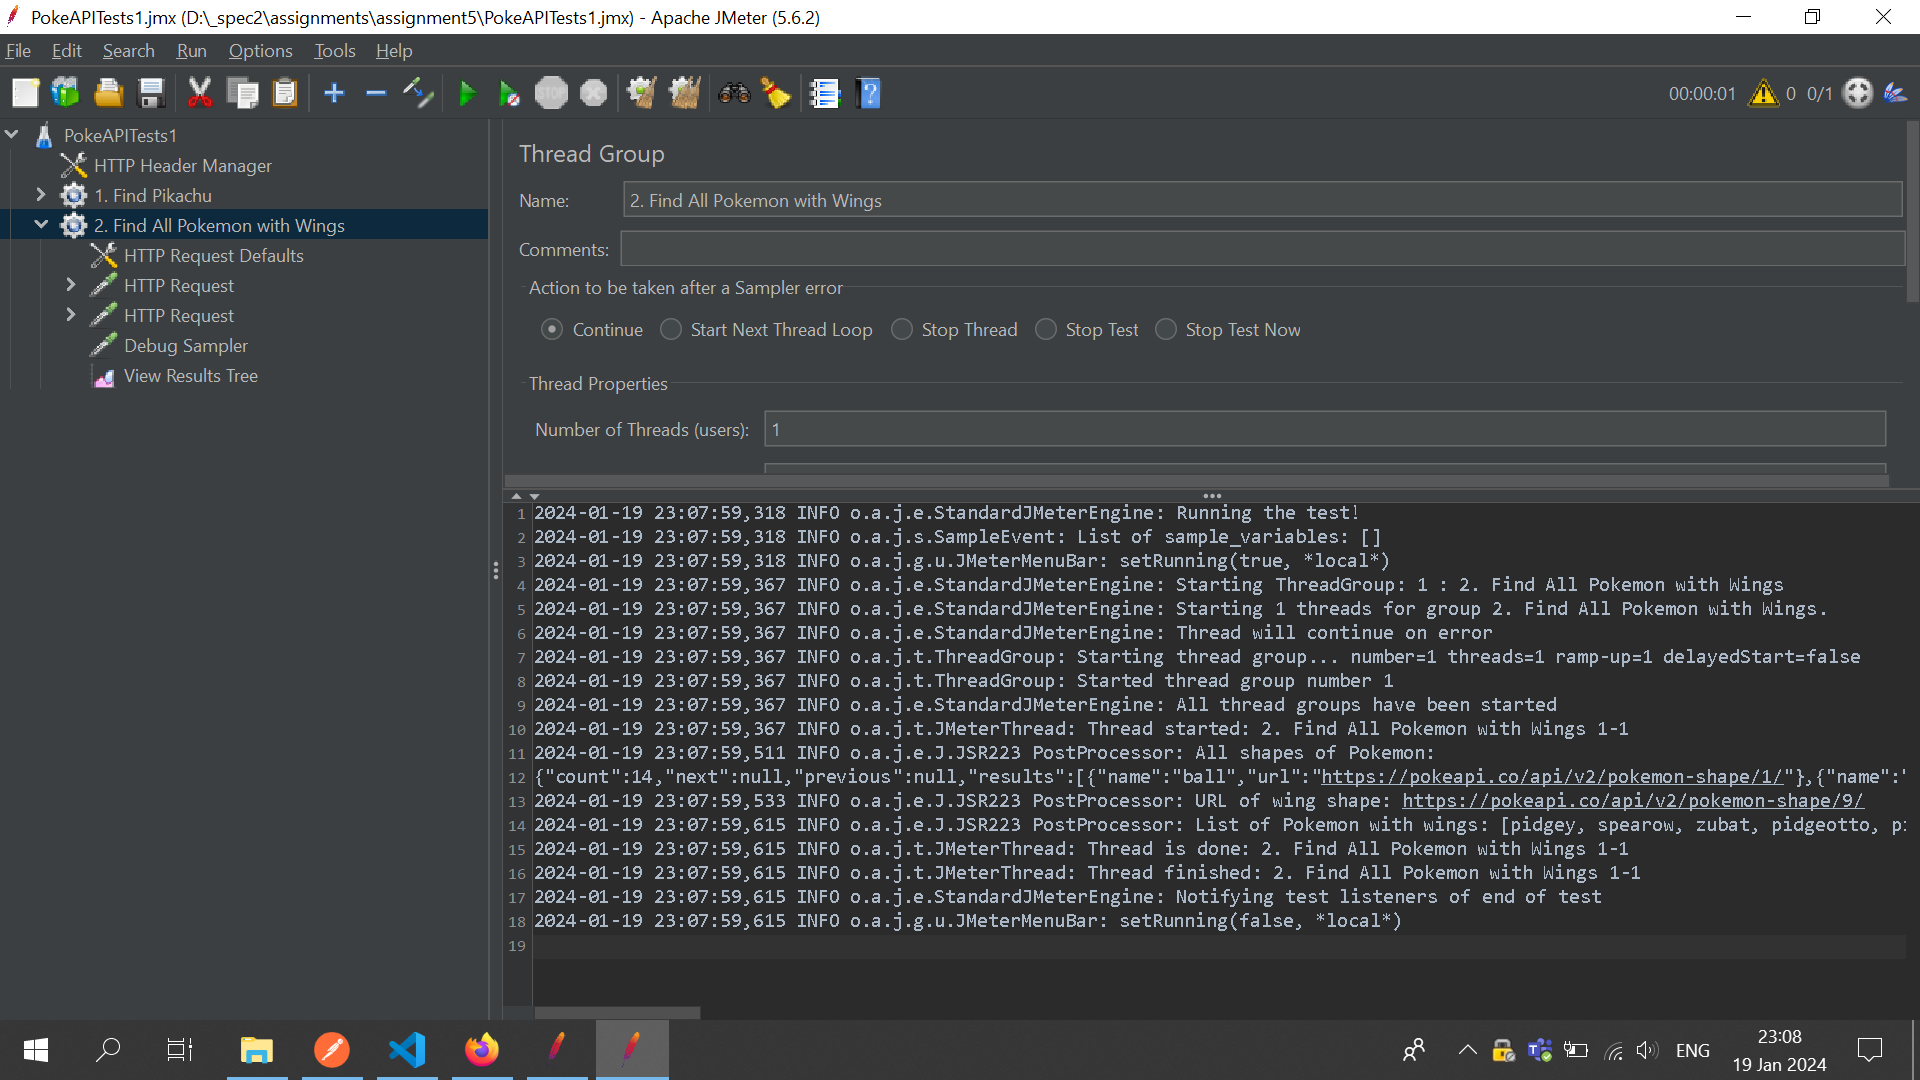 PokeAPITests1.jmx (D:\_spec2\assignments\assignment5\PokeAPITests1.jmx) - Apache JMeter (5.6.2)
File Edit Search Run Options Tools Help
STOP
00:00:01 0 0/1
PokeAPITests1
HTTP Header Manager
1. Find Pikachu
2. Find All Pokemon with Wings
HTTP Request Defaults
HTTP Request
HTTP Request
Debug Sampler
View Results Tree
Thread Group
Name: 2. Find All Pokemon with Wings
Comments:
Action to be taken after a Sampler error
Continue Start Next Thread Loop Stop Thread Stop Test Stop Test Now
Thread Properties
Number of Threads (users): 1
1 2024-01-19 23:07:59,318 INFO o.a.j.e.StandardJMeterEngine: Running the test!
2 2024-01-19 23:07:59,318 INFO o.a.j.s.SampleEvent: List of sample_variables: []
3 2024-01-19 23:07:59,318 INFO o.a.j.g.u.JMeterMenuBar: setRunning(true, *local*)
4 2024-01-19 23:07:59,367 INFO o.a.j.e.StandardJMeterEngine: Starting ThreadGroup: 1 : 2. Find All Pokemon with Wings
5 2024-01-19 23:07:59,367 INFO o.a.j.e.StandardJMeterEngine: Starting 1 threads for group 2. Find All Pokemon with Wings.
6 2024-01-19 23:07:59,367 INFO o.a.j.e.StandardJMeterEngine: Thread will continue on error
7 2024-01-19 23:07:59,367 INFO o.a.j.t.ThreadGroup: Starting thread group... number=1 threads=1 ramp-up=1 delayedStart=false
8 2024-01-19 23:07:59,367 INFO o.a.j.t.ThreadGroup: Started thread group number 1
9 2024-01-19 23:07:59,367 INFO o.a.j.e.StandardJMeterEngine: All thread groups have been started
10 2024-01-19 23:07:59,367 INFO o.a.j.t.JMeterThread: Thread started: 2. Find All Pokemon with Wings 1-1
11 2024-01-19 23:07:59,511 INFO o.a.j.e.J.JSR223 PostProcessor: All shapes of Pokemon:
12 {"count":14,"next":null,"previous":null,"results":[{"name":"ball","url":"https://pokeapi.co/api/v2/pokemon-shape/1/"},{"name":"
13 2024-01-19 23:07:59,533 INFO o.a.j.e.J.JSR223 PostProcessor: URL of wing shape: https://pokeapi.co/api/v2/pokemon-shape/9/
14 2024-01-19 23:07:59,615 INFO o.a.j.e.J.JSR223 PostProcessor: List of Pokemon with wings: [pidgey, spearow, zubat, pidgeotto,
15 2024-01-19 23:07:59,615 INFO o.a.j.t.JMeterThread: Thread is done: 2. Find All Pokemon with Wings 1-1
16 2024-01-19 23:07:59,615 INFO o.a.j.t.JMeterThread: Thread finished: 2. Find All Pokemon with Wings 1-1
17 2024-01-19 23:07:59,615 INFO o.a.j.e.StandardJMeterEngine: Notifying test listeners of end of test
18 2024-01-19 23:07:59,615 INFO o.a.j.g.u.JMeterMenuBar: setRunning(false, *local*)
19
ENG
23:08
19 Jan 2024